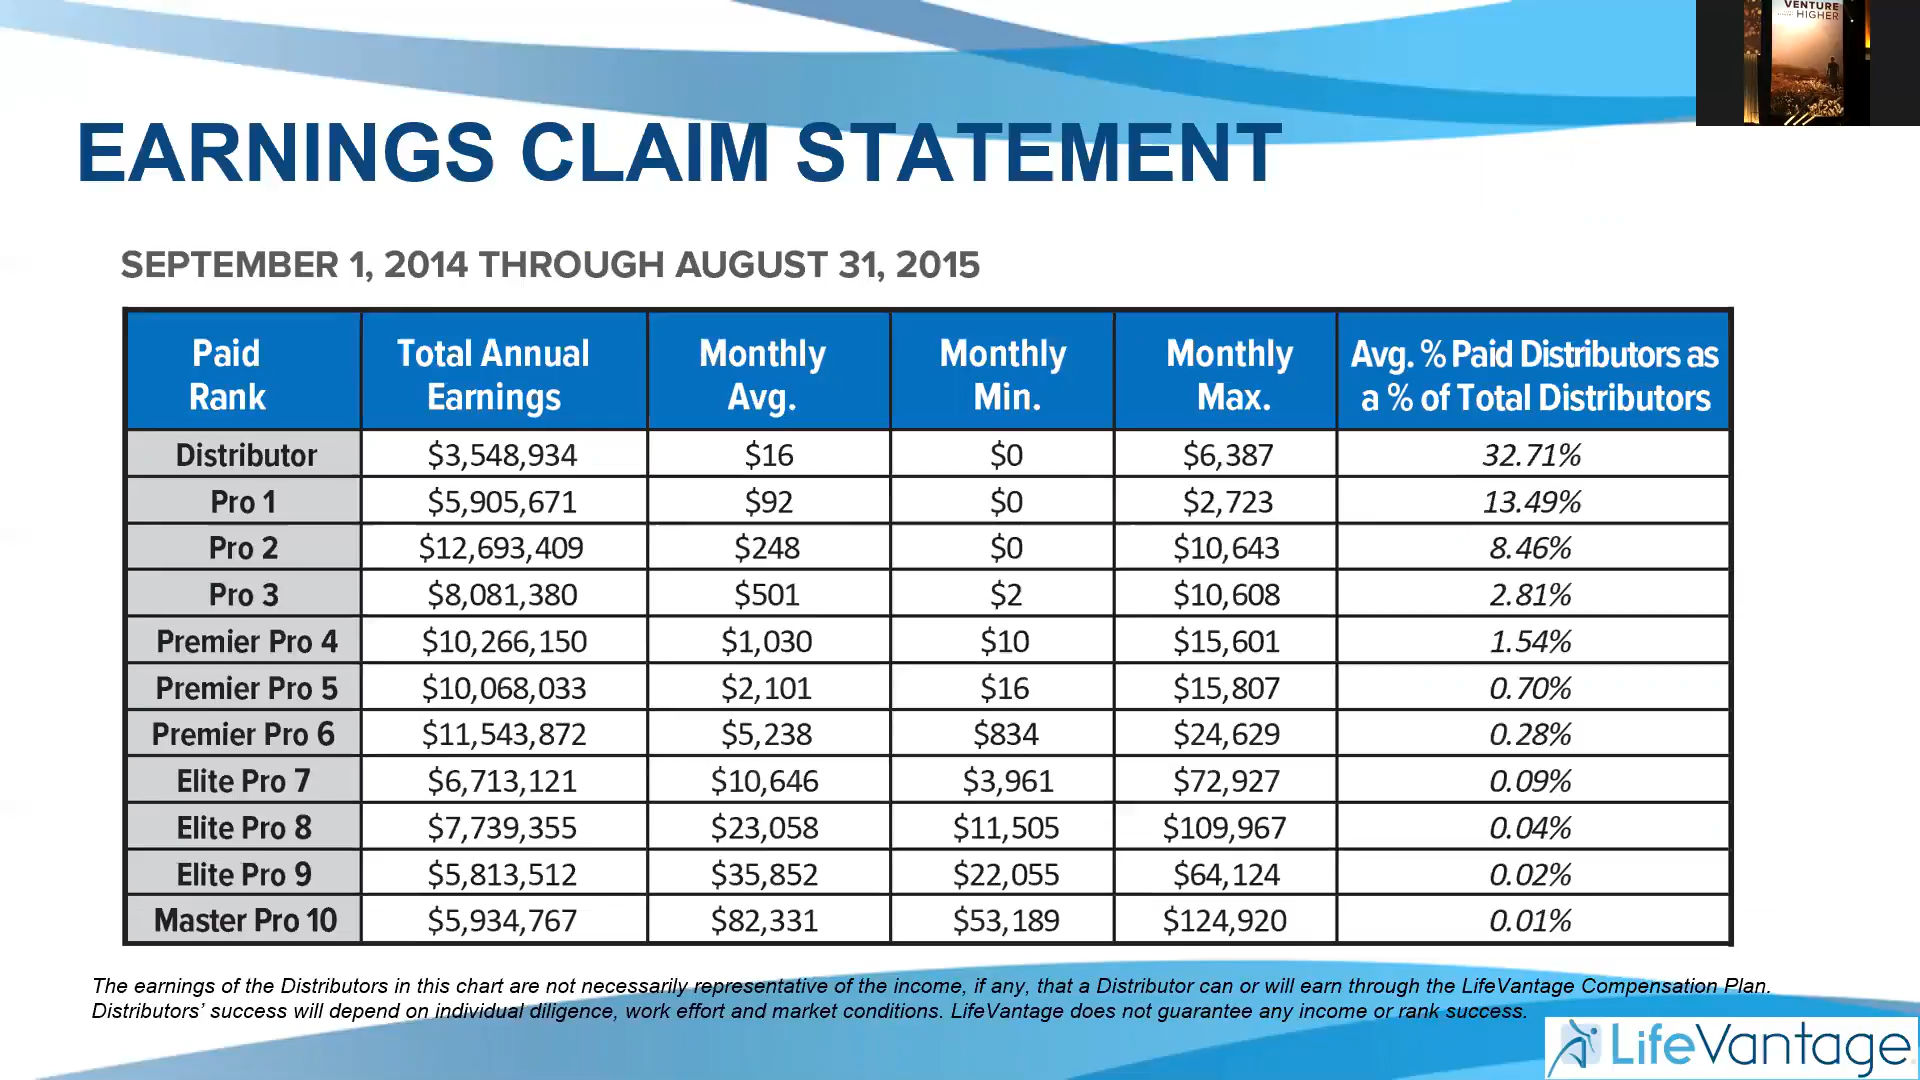 VENTURE
HIGHER
EARNINGS CLAIM STATEMENT
SEPTEMBER 1, 2014 THROUGH AUGUST 31, 2015
Paid Rank Total Annual Earnings Monthly Avg. Monthly Min. Monthly Max. Avg. % Paid Distributors as a % of Total Distributors
Distributor $3,548,934 $16 $0 $6,387 32.71%
Pro 1 $5,905,671 $92 $0 $2,723 13.49%
Pro 2 $12,693,409 $248 $0 $10,643 8.46%
Pro 3 $8,081,380 $501 $2 $10,608 2.81%
Premier Pro 4 $10,266,150 $1,030 $10 $15,601 1.54%
Premier Pro 5 $10,068,033 $2,101 $16 $15,807 0.70%
Premier Pro 6 $11,543,872 $5,238 $834 $24,629 0.28%
Elite Pro 7 $6,713,121 $10,646 $3,961 $72,927 0.09%
Elite Pro 8 $7,739,355 $23,058 $11,505 $109,967 0.04%
Elite Pro 9 $5,813,512 $35,852 $22,055 $64,124 0.02%
Master Pro 10 $5,934,767 $82,331 $53,189 $124,920 0.01%
The earnings of the Distributors in this chart are not necessarily representative of the income, if any, that a Distributor can or will earn through the LifeVantage Compensation Plan.
Distributors' success will depend on individual diligence, work effort and market conditions. LifeVantage does not guarantee any income or rank success.
LifeVantage